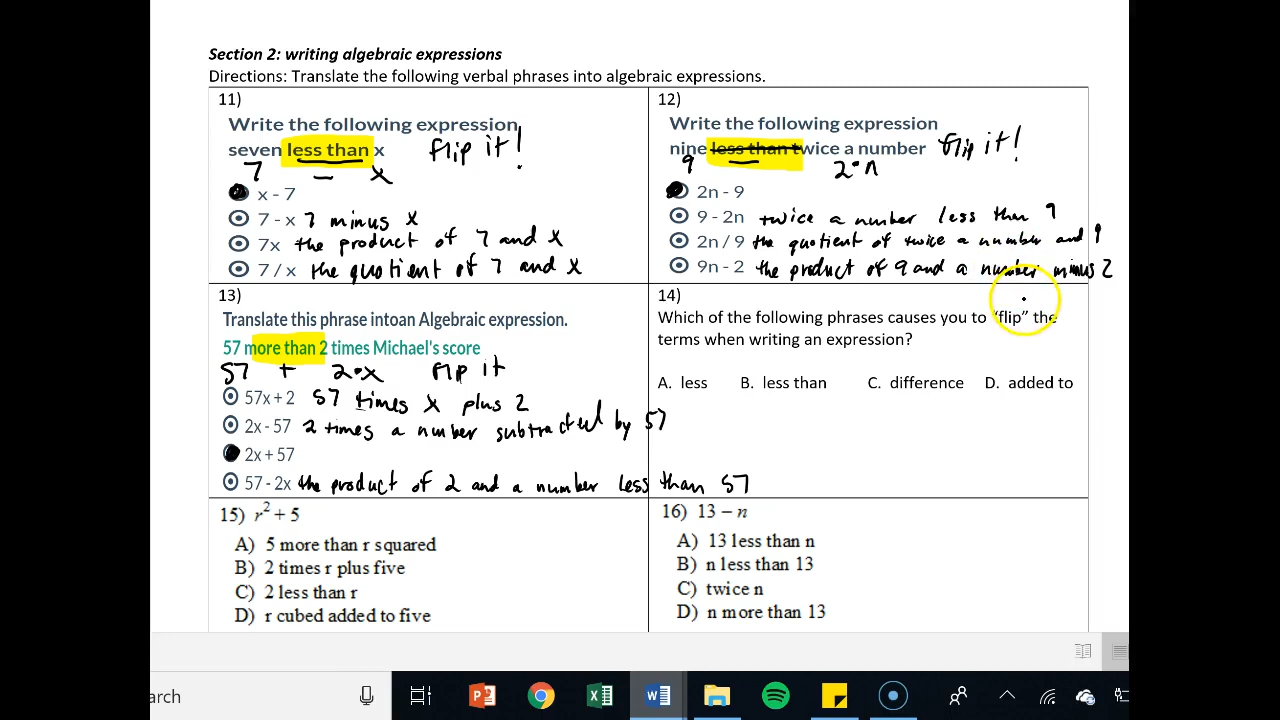 Section 2: writing algebraic expressions
Directions: Translate the following verbal phrases into algebraic expressions.
11)
Write the following expression
seven less than x flip it!
7 - x
x - 7
7 - x 7 minus x
7x the product of 7 and x
7 / x the quotient of 7 and x
12)
Write the following expression
nine less than twice a number flip it!
9 - 2•n
2n - 9
9 - 2n twice a number less than 9
2n / 9 the quotient of twice a number and 9
9n - 2 the product of 9 and a number minus 2
13)
Translate this phrase intoan Algebraic expression.
57 more than 2 times Michael's score
57 + 2•x flip it
57x + 2 57 times x plus 2
2x - 57 2 times a number subtracted by 57
2x + 57
57 - 2x the product of 2 and a number less than 57
14)
Which of the following phrases causes you to “flip” the
terms when writing an expression?
A. less B. less than C. difference D. added to
15) r² + 5
A) 5 more than r squared
B) 2 times r plus five
C) 2 less than r
D) r cubed added to five
16) 13 − n
A) 13 less than n
B) n less than 13
C) twice n
D) n more than 13
arch